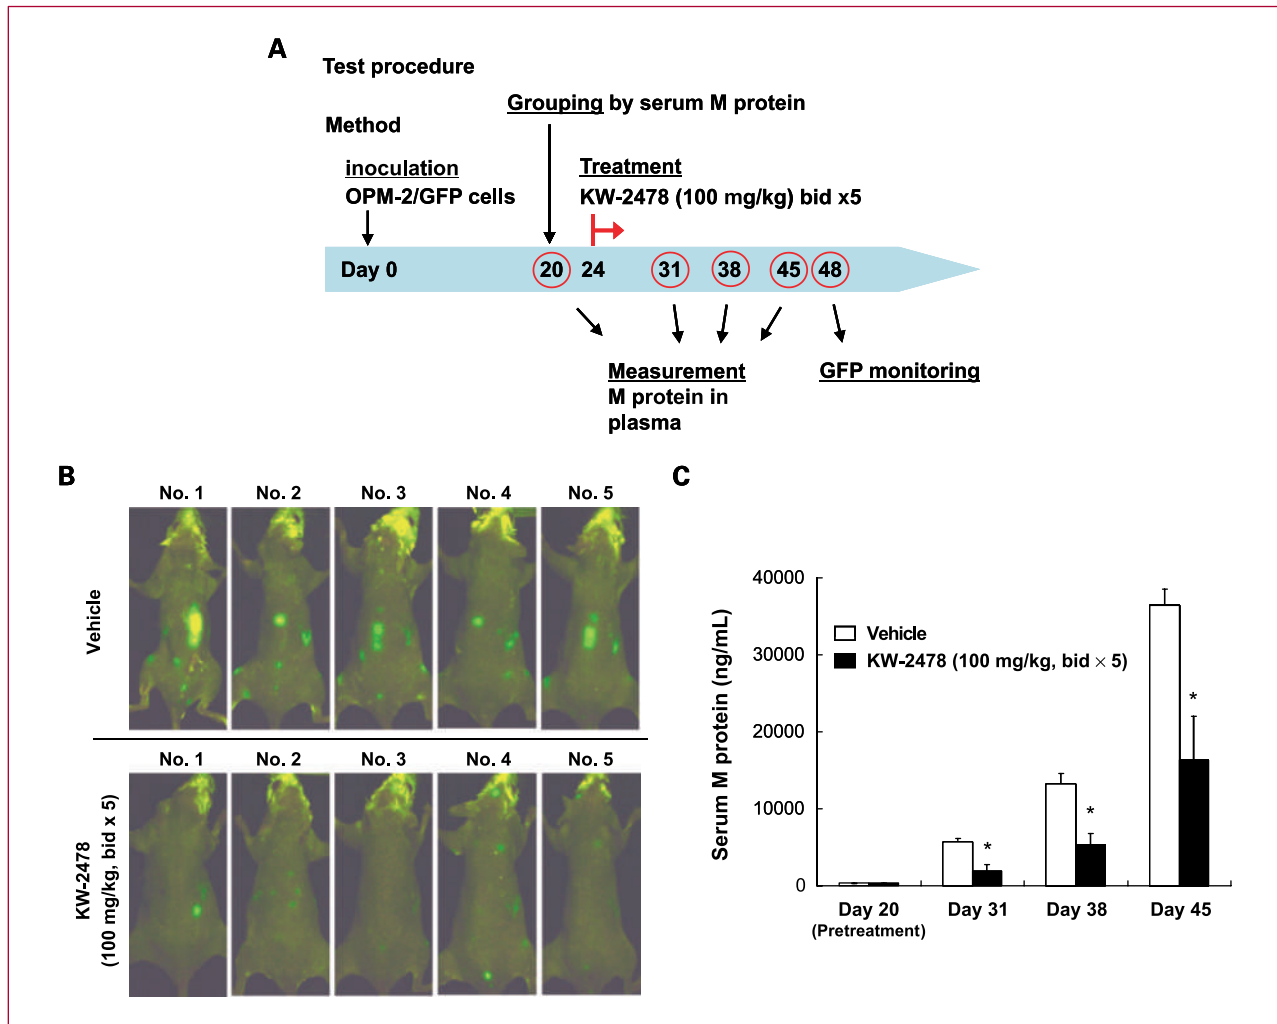 A
Test procedure
Grouping by serum M protein
Method
inoculation
OPM-2/GFP cells
Treatment
KW-2478 (100 mg/kg) bid x5
Day 0 20 24 31 38 45 48
Measurement
M protein in
plasma
GFP monitoring
B
No. 1 No. 2 No. 3 No. 4 No. 5
Vehicle
No. 1 No. 2 No. 3 No. 4 No. 5
KW-2478
(100 mg/kg, bid x 5)
C
Serum M protein (ng/mL)
40000
30000
20000
10000
0
Vehicle
KW-2478 (100 mg/kg, bid × 5)
*
*
*
Day 20 Day 31 Day 38 Day 45
(Pretreatment)